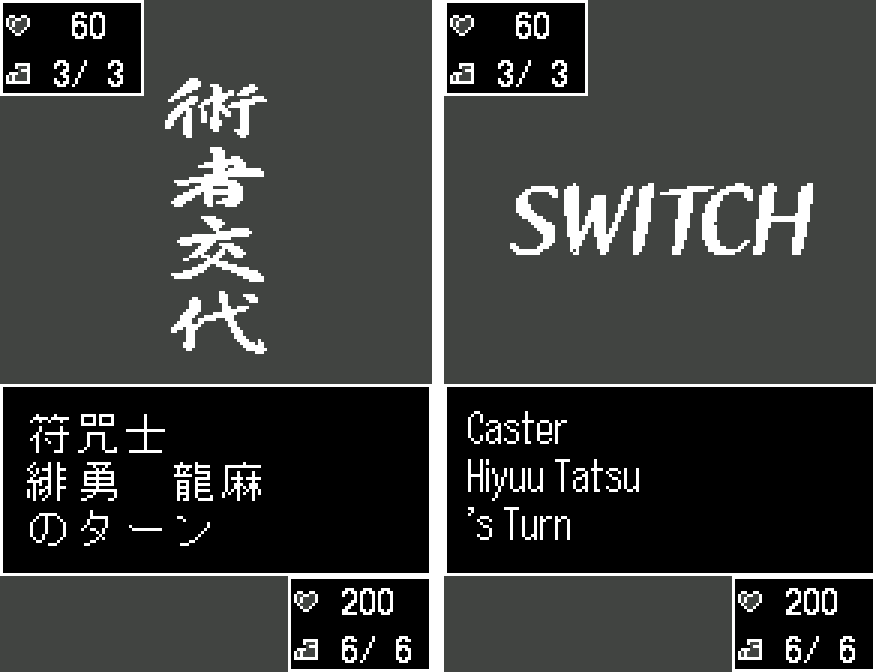 60
3/ 3
術者交代
符咒士
緋勇　龍麻
のターン
200
6/ 6
60
3/ 3
SWITCH
Caster
Hiyuu Tatsu
's Turn
200
6/ 6